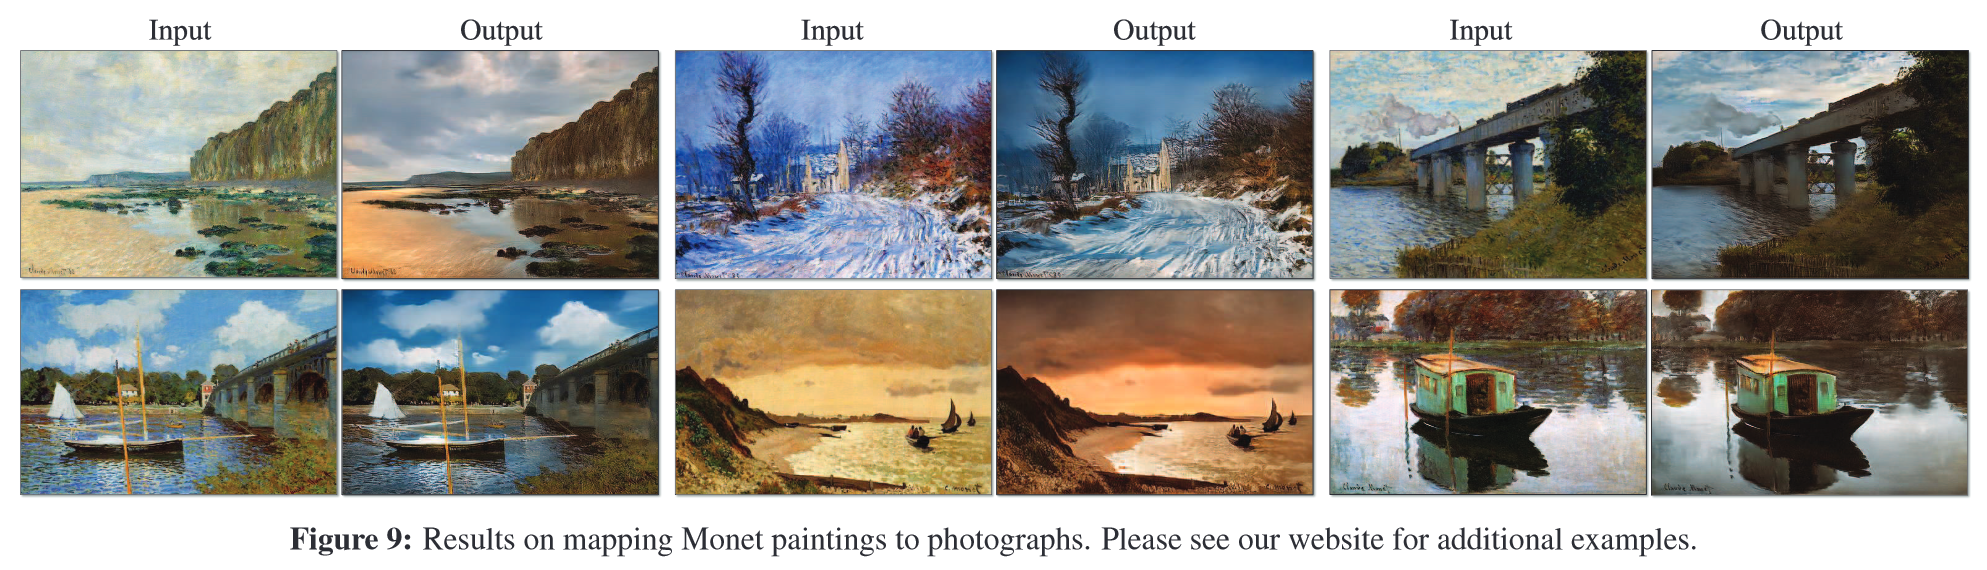 Input Output Input Output Input Output
Figure 9: Results on mapping Monet paintings to photographs. Please see our website for additional examples.